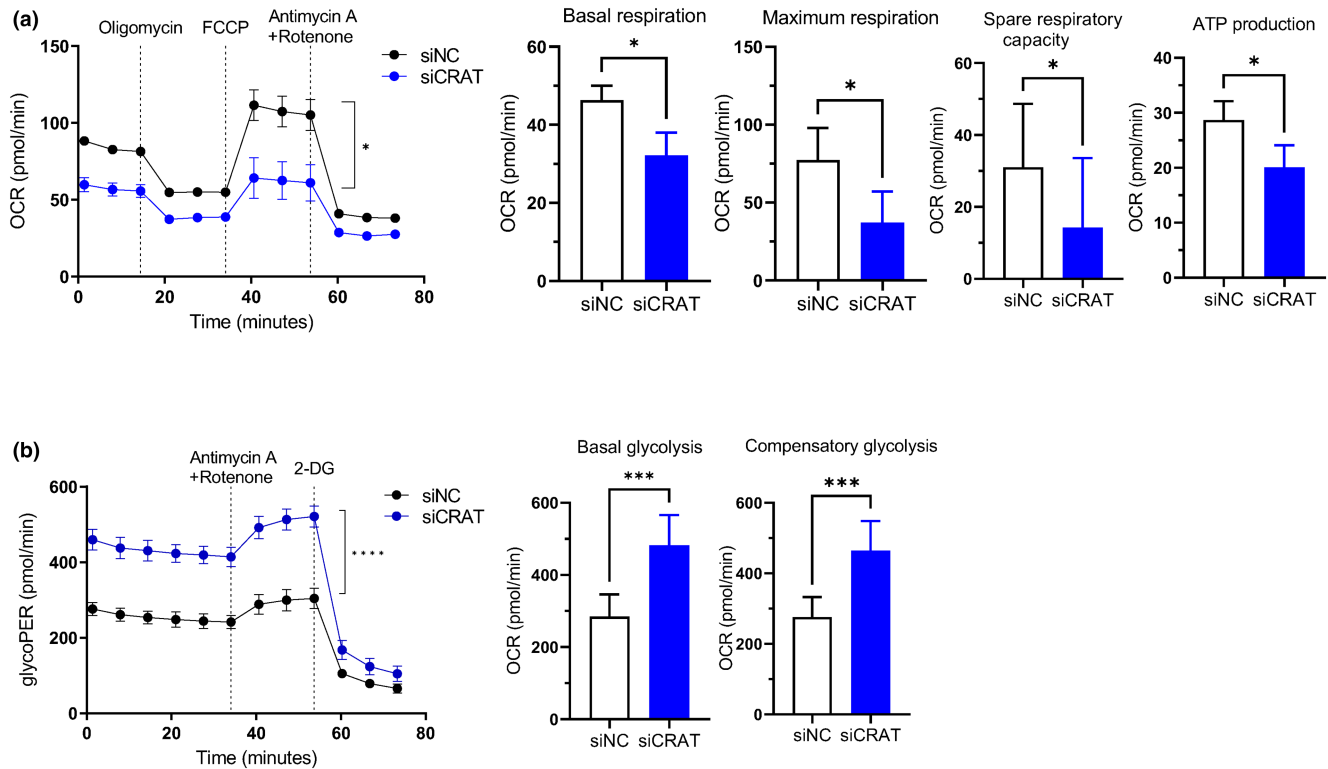 (a)
Oligomycin
FCCP
Antimycin A
+Rotenone
siNC
siCRAT
OCR (pmol/min)
150
100
50
0
*
0 20 40 60 80
Time (minutes)
Basal respiration
*
OCR (pmol/min)
60
40
20
0
siNC siCRAT
Maximum respiration
*
OCR (pmol/min)
150
100
50
0
siNC siCRAT
Spare respiratory
capacity
*
OCR (pmol/min)
60
40
20
0
siNC siCRAT
ATP production
*
OCR (pmol/min)
40
30
20
10
0
siNC siCRAT
(b)
Antimycin A
+Rotenone
2-DG
siNC
siCRAT
glycoPER (pmol/min)
600
400
200
0
****
0 20 40 60 80
Time (minutes)
Basal glycolysis
***
OCR (pmol/min)
600
400
200
0
siNC siCRAT
Compensatory glycolysis
***
OCR (pmol/min)
600
400
200
0
siNC siCRAT